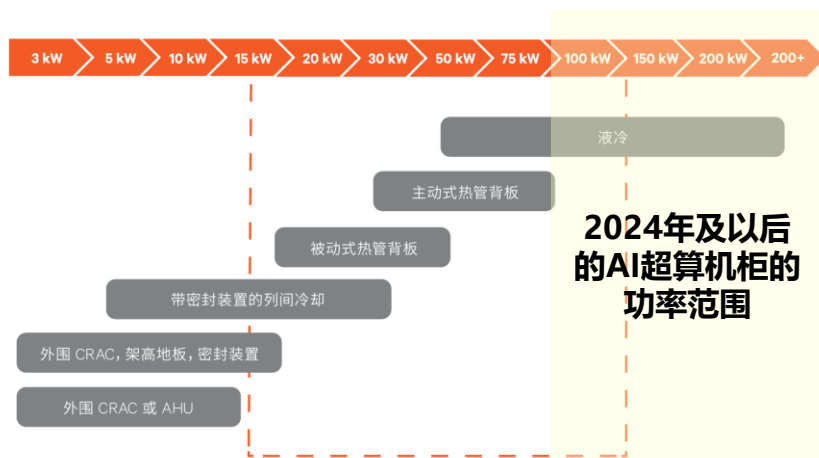 3 kW 5 kW 10 kW 15 kW 20 kW 30 kW 50 kW 75 kW 100 kW 150 kW 200 kW 200+
液冷
主动式热管背板
2024年及以后
的AI超算机柜的
功率范围
被动式热管背板
带密封装置的列间冷却
外围 CRAC，架高地板，密封装置
外围 CRAC 或 AHU